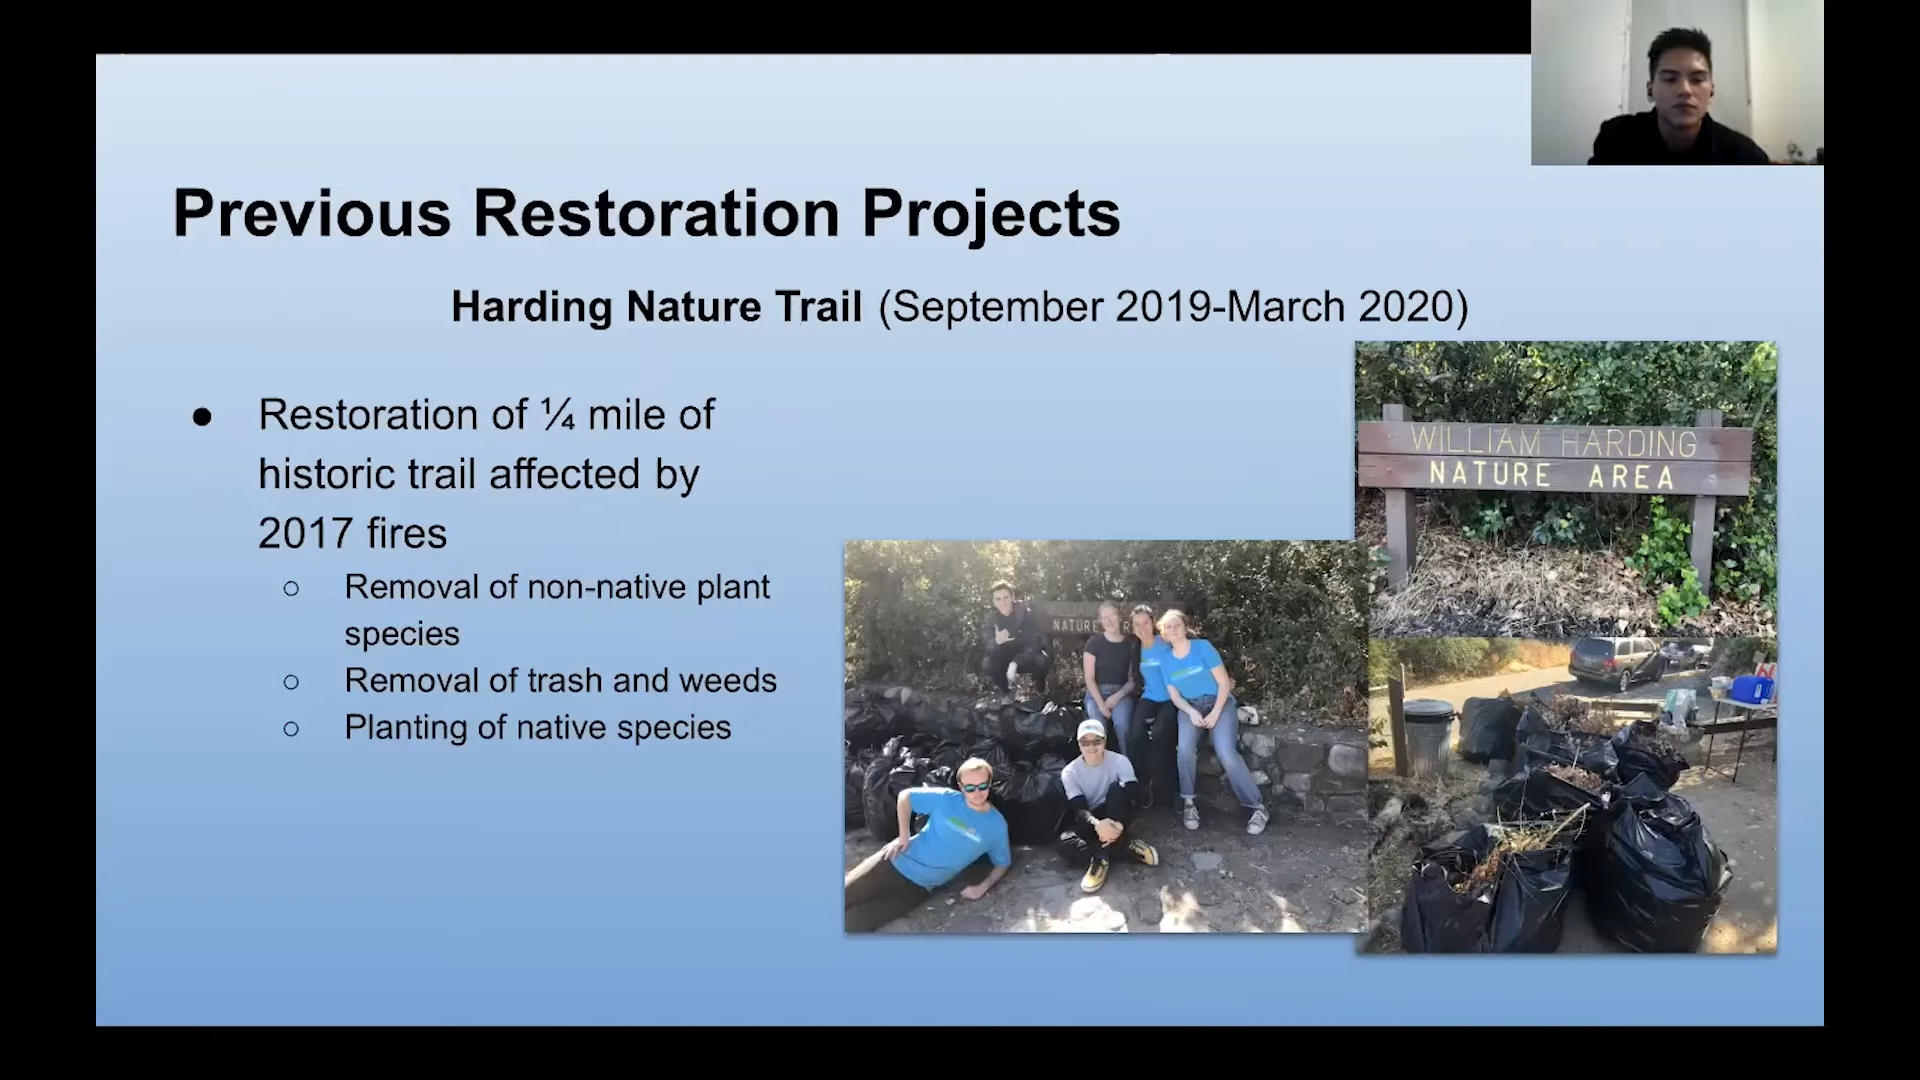 Previous Restoration Projects
Harding Nature Trail (September 2019-March 2020)
● Restoration of ¼ mile of
historic trail affected by
2017 fires
○ Removal of non-native plant
species
○ Removal of trash and weeds
○ Planting of native species
WILLIAM HARDING
NATURE AREA
NATURE